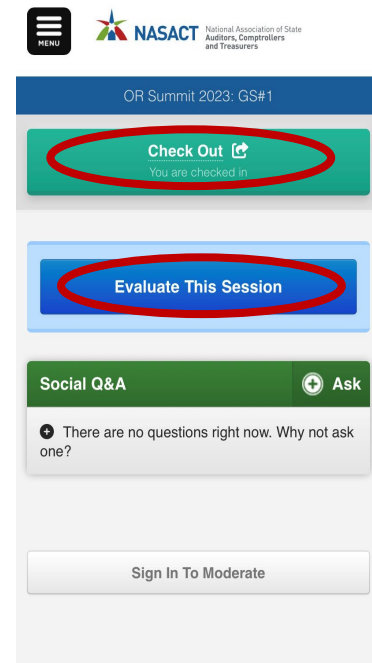 MENU
NASACT
National Association of State
Auditors, Comptrollers
and Treasurers
OR Summit 2023: GS#1
Check Out
You are checked in
Evaluate This Session
Social Q&A
Ask
There are no questions right now. Why not ask
one?
Sign In To Moderate